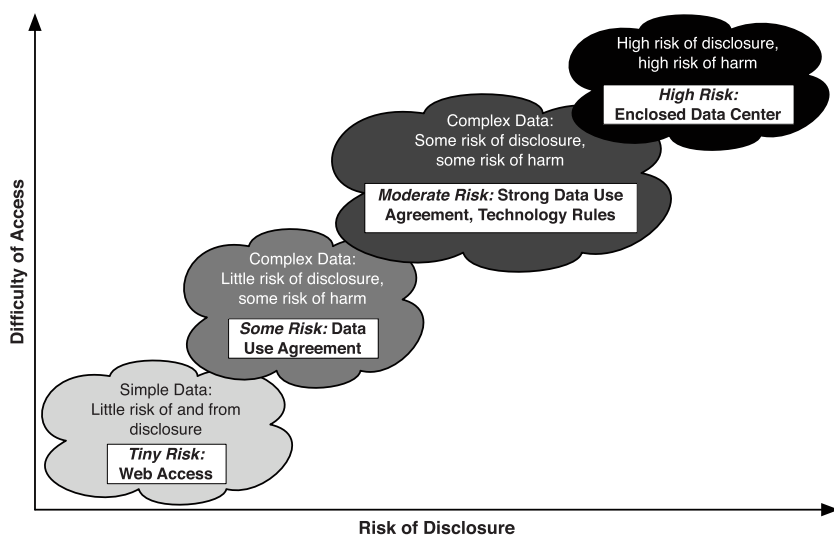 High risk of disclosure,
high risk of harm
High Risk:
Enclosed Data Center
Complex Data:
Some risk of disclosure,
some risk of harm
Moderate Risk: Strong Data Use
Agreement, Technology Rules
Complex Data:
Little risk of disclosure,
some risk of harm
Some Risk: Data
Use Agreement
Simple Data:
Little risk of and from
disclosure
Tiny Risk:
Web Access
Difficulty of Access
Risk of Disclosure